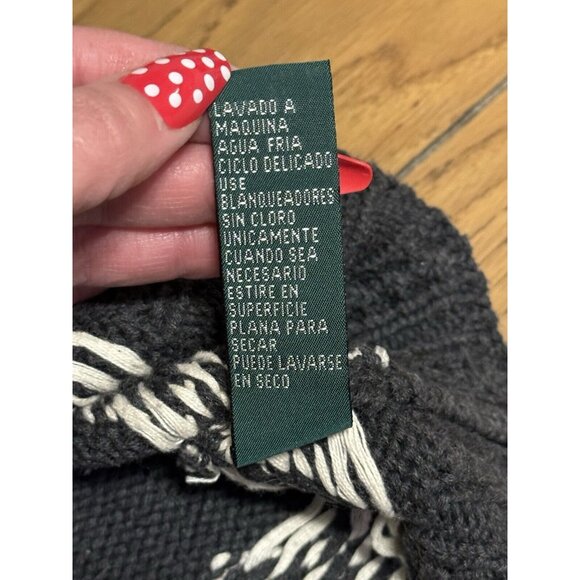 LAVADO A
MAQUINA
AGUA FRIA
CICLO DELICADO
USE
BLANQUEADORES
SIN CLORO
UNICAMENTE
CUANDO SEA
NECESARIO
ESTIRE EN
SUPERFICIE
PLANA PARA
SECAR
PUEDE LAVARSE
EN SECO